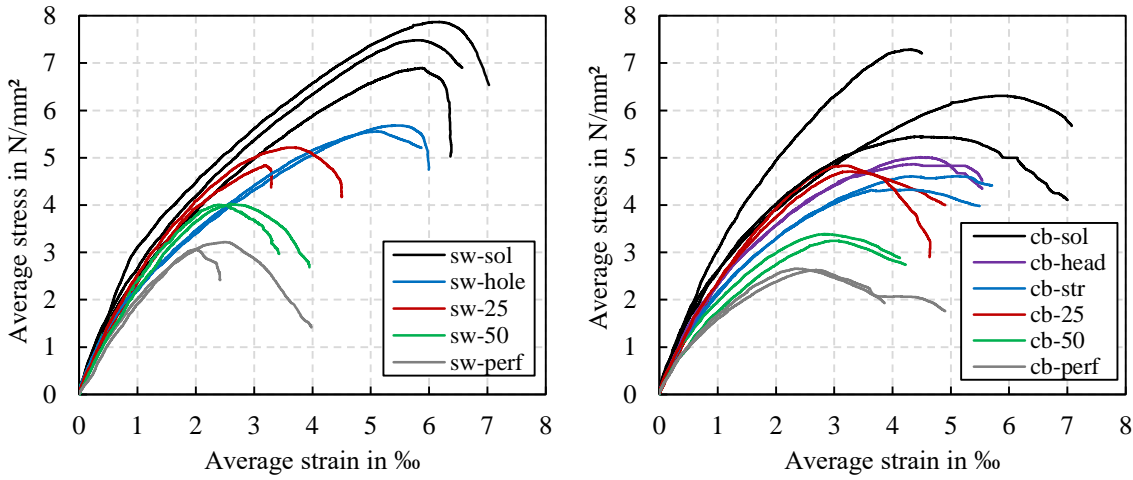 Average stress in N/mm²
8
7
6
5
4
3
2
1
0
sw-sol
sw-hole
sw-25
sw-50
sw-perf
0 1 2 3 4 5 6 7 8
Average strain in ‰
Average stress in N/mm²
8
7
6
5
4
3
2
1
0
cb-sol
cb-head
cb-str
cb-25
cb-50
cb-perf
0 1 2 3 4 5 6 7 8
Average strain in ‰